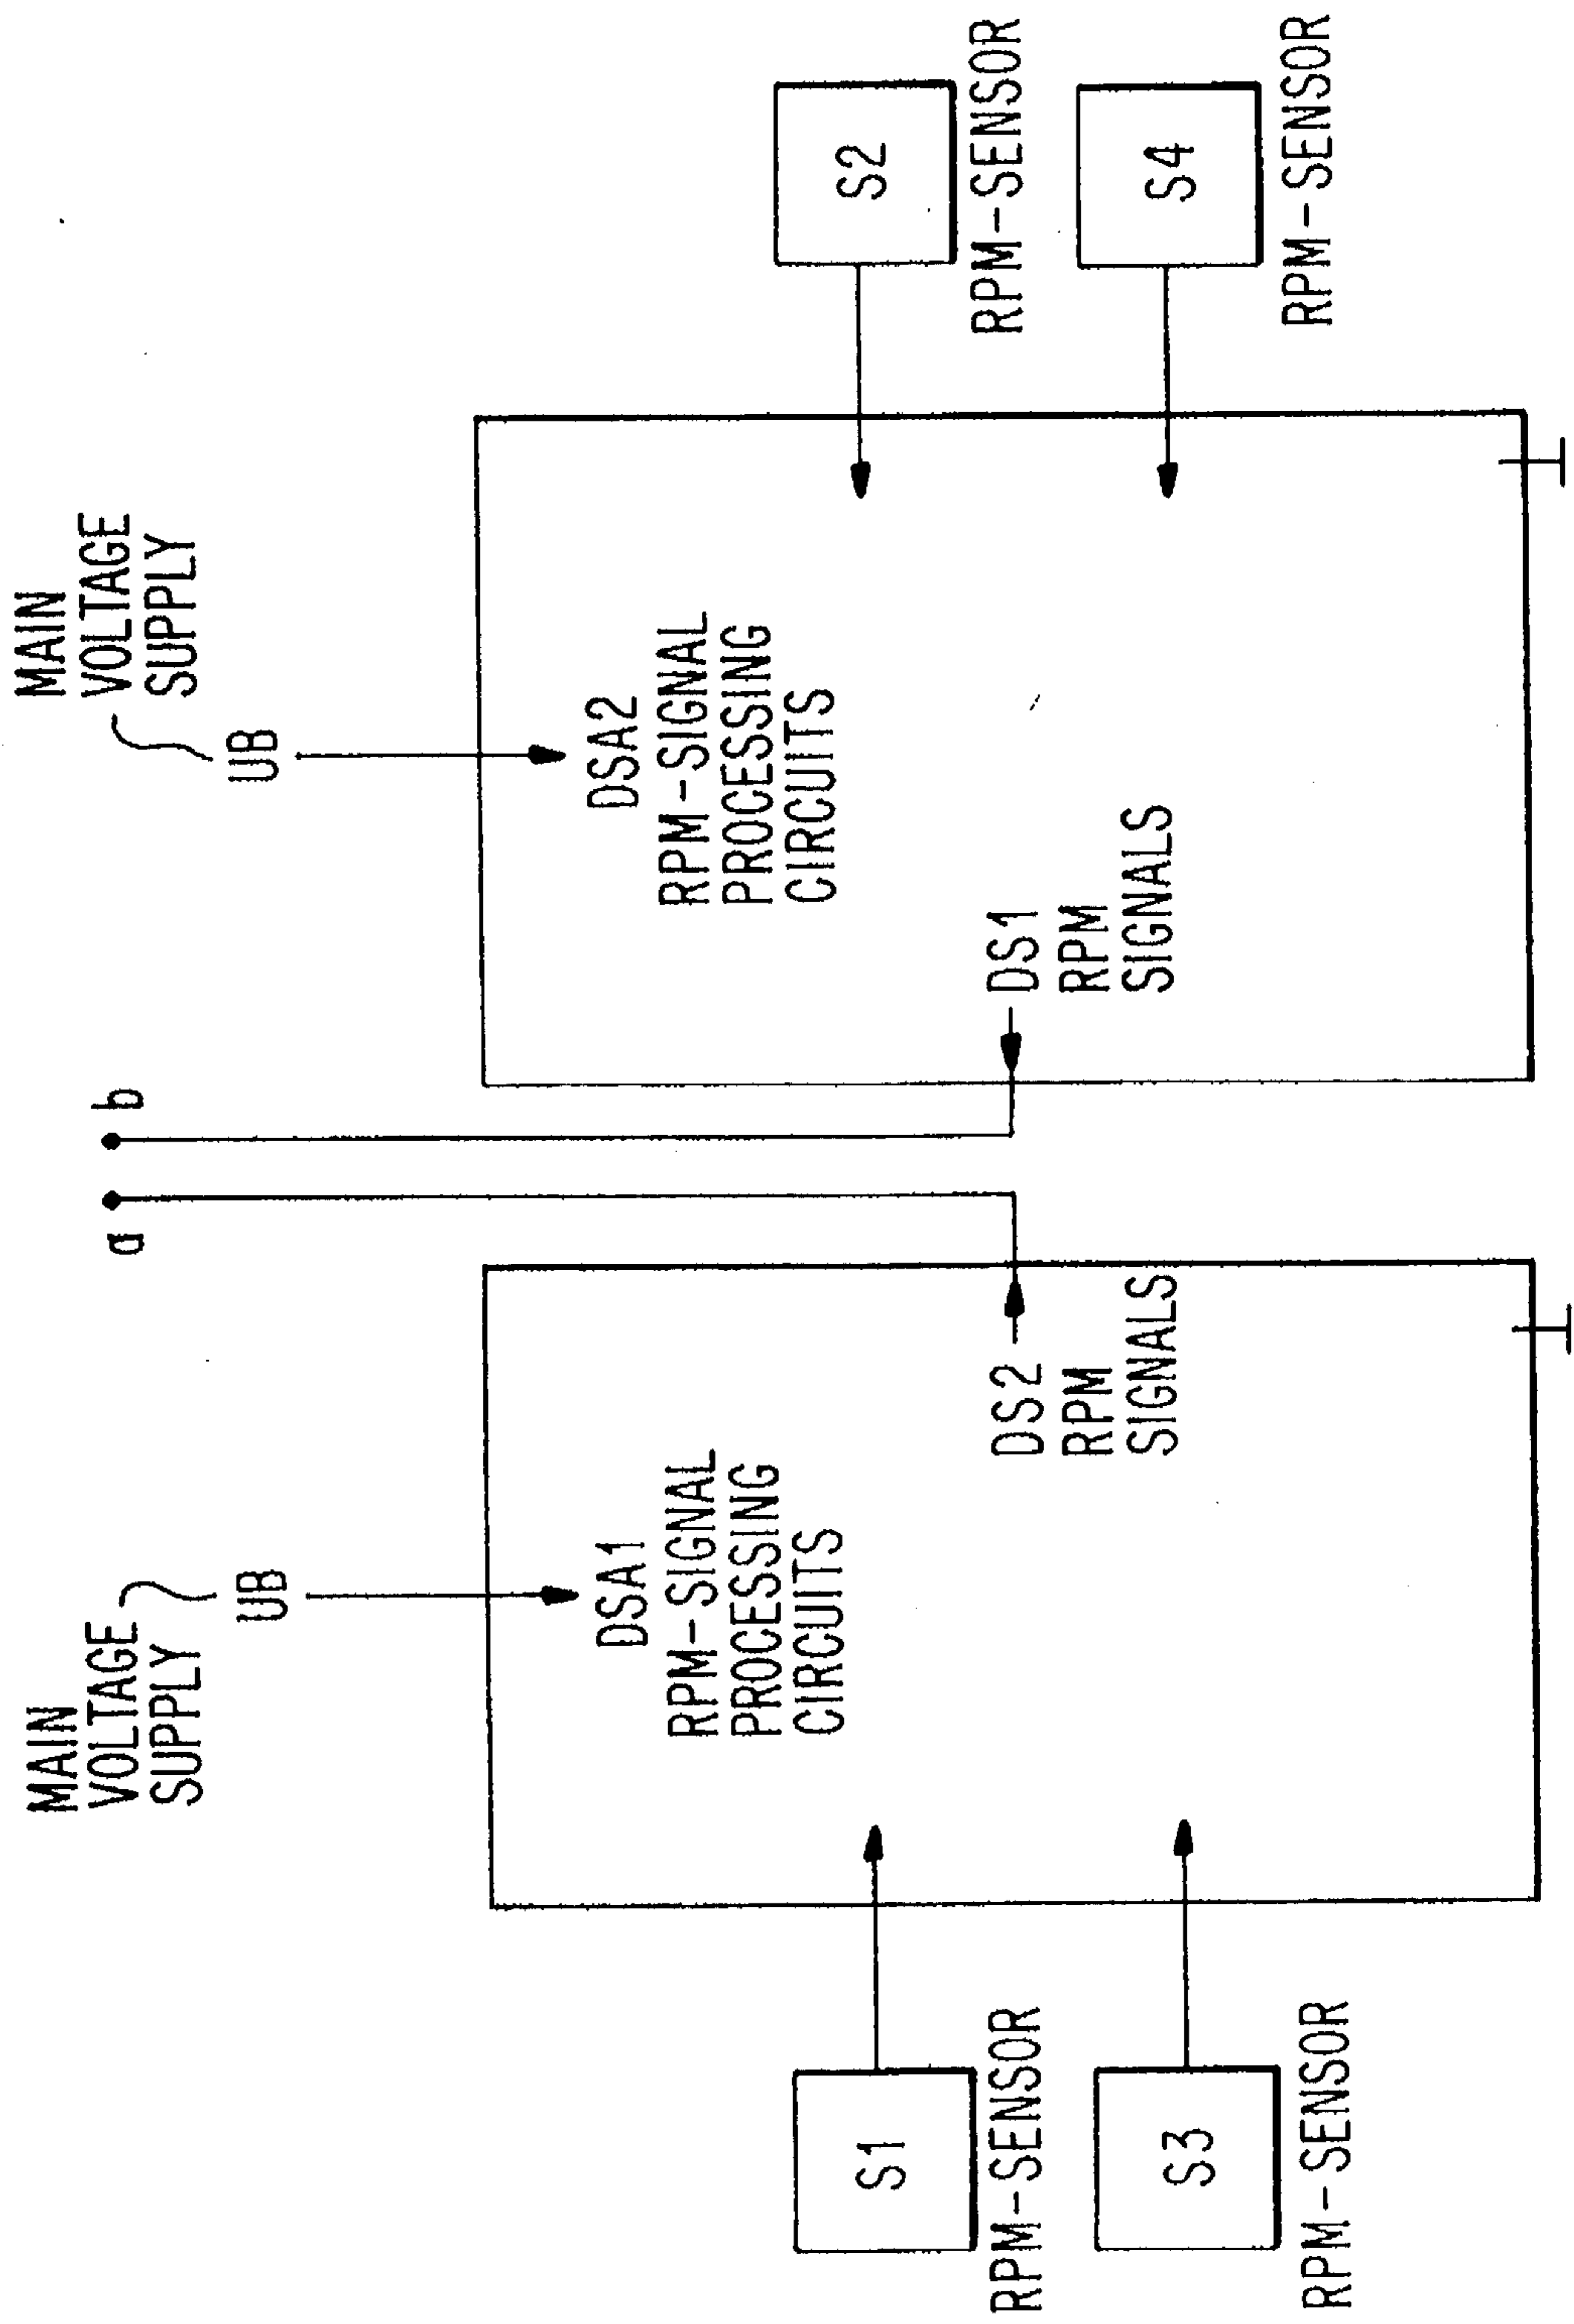 MAIN
VOLTAGE
SUPPLY
UB
DSA1
RPM-SIGNAL
PROCESSING
CIRCUITS
DS2
RPM
SIGNALS
S1
RPM-SENSOR
S3
RPM-SENSOR
a
b
MAIN
VOLTAGE
SUPPLY
UB
DSA2
RPM-SIGNAL
PROCESSING
CIRCUITS
DS1
RPM
SIGNALS
S2
RPM-SENSOR
S4
RPM-SENSOR